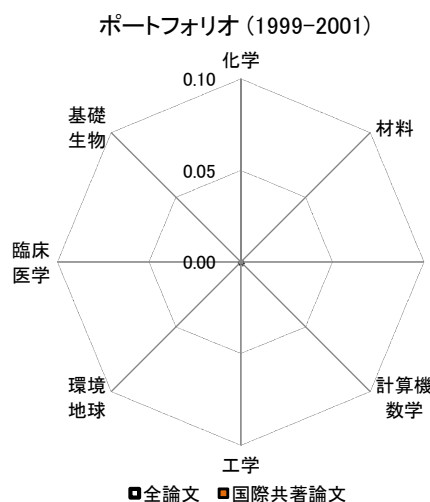 ポートフォリオ (1999-2001)
化学
0.10
基礎
生物
材料
0.05
臨床
医学
0.00
環境
地球
計算機
数学
工学
全論文 国際共著論文